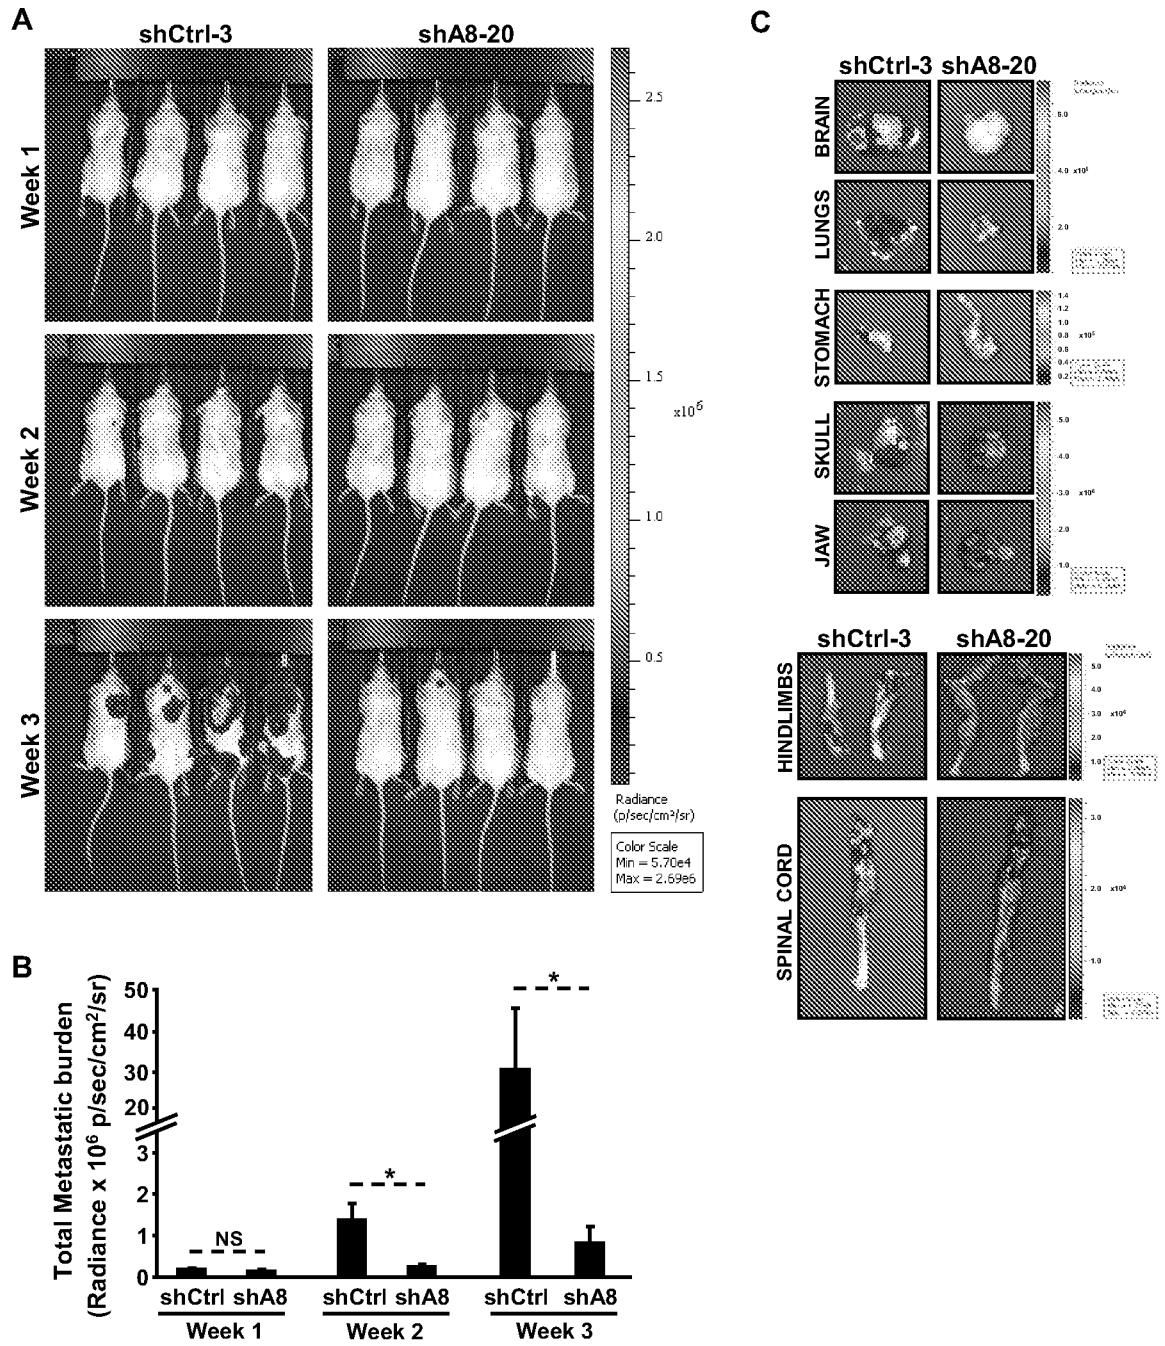 A
shCtrl-3 shA8-20
Week 1
Week 2
Week 3
2.5
2.0
1.5
x10⁶
1.0
0.5
Radiance
(p/sec/cm²/sr)
Color Scale
Min = 5.70e4
Max = 2.69e6
B
Total Metastatic burden
(Radiance x 10⁶ p/sec/cm²/sr)
50
40
30
20
3
2
1
0
NS
*
*
shCtrl shA8 shCtrl shA8 shCtrl shA8
Week 1 Week 2 Week 3
C
shCtrl-3 shA8-20
BRAIN
LUNGS
4.0 x10⁵
2.0
STOMACH
1.4
1.2
1.0
0.8 x10⁵
0.6
0.4
0.2
SKULL
JAW
5.0
4.0
3.0 x10⁶
2.0
1.0
shCtrl-3 shA8-20
HINDLIMBS
5.0
4.0
3.0 x10⁶
2.0
1.0
SPINAL CORD
3.0
2.0 x10⁶
1.0